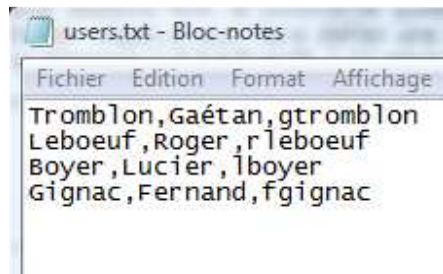 users.txt - Bloc-notes
Fichier Edition Format Affichage
Tromblon,Gaétan,gtromblon
Leboeuf,Roger,rleboeuf
Boyer,Lucier,lboyer
Gignac,Fernand,fgignac